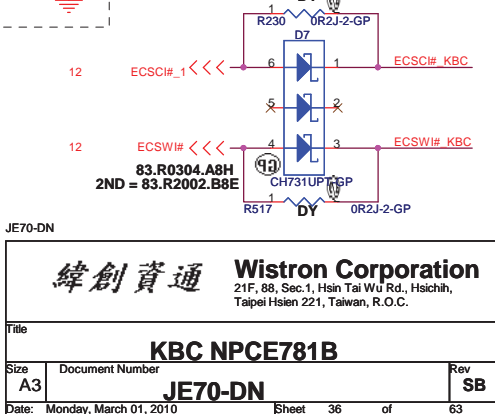 1
R230
0R2J-2-GP
D7
12
ECSCI#_1
6
1
ECSCI#_KBC
5
2
12
ECSWI#
4
3
ECSWI#_KBC
83.R0304.A8H
2ND = 83.R2002.B8E
CH731UPT-GP
R517
DY
0R2J-2-GP
JE70-DN
緯創資通
Wistron Corporation
21F, 88, Sec.1, Hsin Tai Wu Rd., Hsichih,
Taipei Hsien 221, Taiwan, R.O.C.
Title
KBC NPCE781B
Size
Document Number
Rev
A3
JE70-DN
SB
Date: Monday, March 01, 2010
Sheet 36 of 63